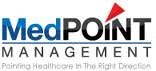 MedPOINT
MANAGEMENT
Pointing Healthcare In The Right Direction